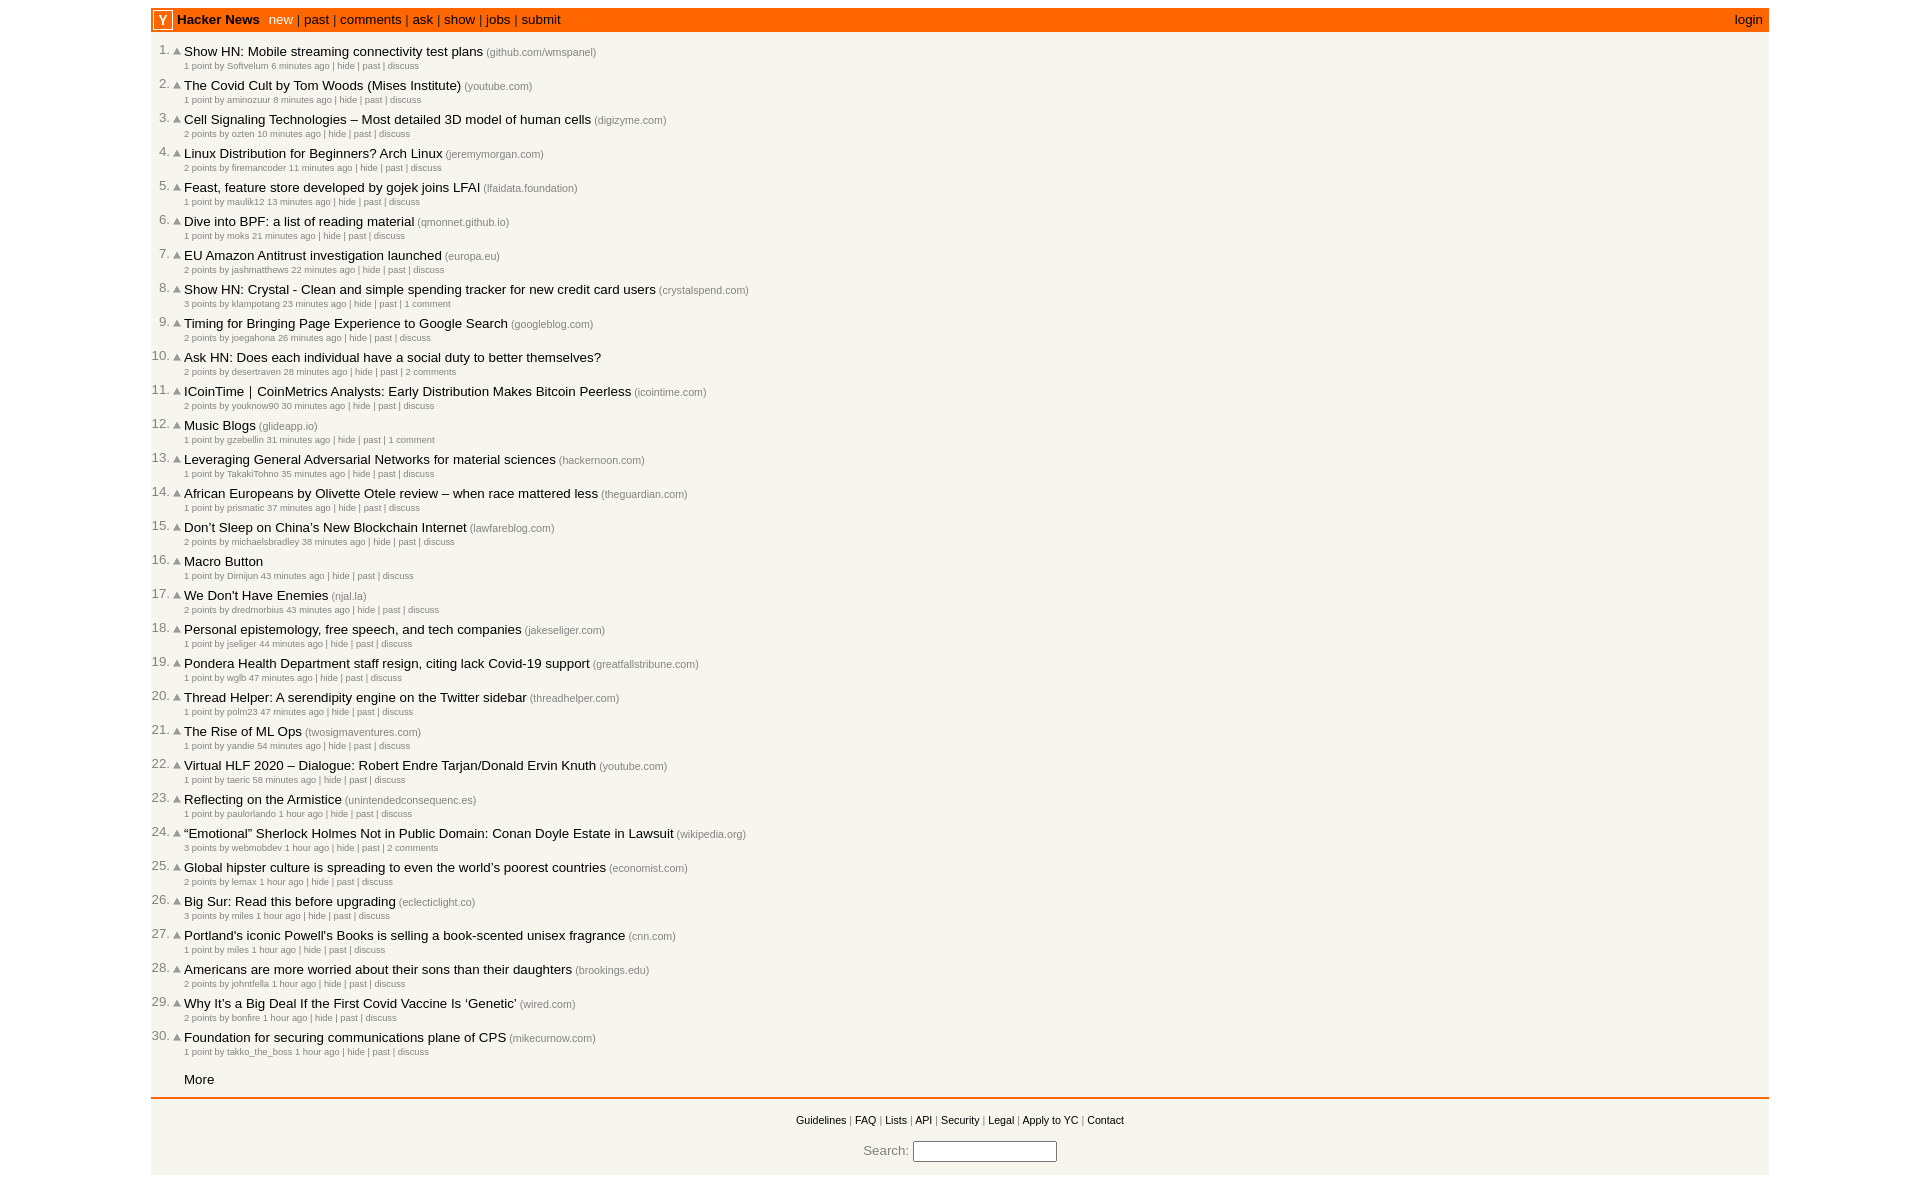 Y Hacker News new | past | comments | ask | show | jobs | submit login
1. Show HN: Mobile streaming connectivity test plans (github.com/wmspanel)
1 point by Softvelum 6 minutes ago | hide | past | discuss
2. The Covid Cult by Tom Woods (Mises Institute) (youtube.com)
1 point by aminozuur 8 minutes ago | hide | past | discuss
3. Cell Signaling Technologies – Most detailed 3D model of human cells (digizyme.com)
2 points by ozten 10 minutes ago | hide | past | discuss
4. Linux Distribution for Beginners? Arch Linux (jeremymorgan.com)
2 points by firemancoder 11 minutes ago | hide | past | discuss
5. Feast, feature store developed by gojek joins LFAI (lfaidata.foundation)
1 point by maulik12 13 minutes ago | hide | past | discuss
6. Dive into BPF: a list of reading material (qmonnet.github.io)
1 point by moks 21 minutes ago | hide | past | discuss
7. EU Amazon Antitrust investigation launched (europa.eu)
2 points by jashmatthews 22 minutes ago | hide | past | discuss
8. Show HN: Crystal - Clean and simple spending tracker for new credit card users (crystalspend.com)
3 points by klampotang 23 minutes ago | hide | past | 1 comment
9. Timing for Bringing Page Experience to Google Search (googleblog.com)
2 points by joegahona 26 minutes ago | hide | past | discuss
10. Ask HN: Does each individual have a social duty to better themselves?
2 points by desertraven 28 minutes ago | hide | past | 2 comments
11. ICoinTime｜CoinMetrics Analysts: Early Distribution Makes Bitcoin Peerless (icointime.com)
2 points by youknow90 30 minutes ago | hide | past | discuss
12. Music Blogs (glideapp.io)
1 point by gzebellin 31 minutes ago | hide | past | 1 comment
13. Leveraging General Adversarial Networks for material sciences (hackernoon.com)
1 point by TakakiTohno 35 minutes ago | hide | past | discuss
14. African Europeans by Olivette Otele review – when race mattered less (theguardian.com)
1 point by prismatic 37 minutes ago | hide | past | discuss
15. Don’t Sleep on China’s New Blockchain Internet (lawfareblog.com)
2 points by michaelsbradley 38 minutes ago | hide | past | discuss
16. Macro Button
1 point by Dimijun 43 minutes ago | hide | past | discuss
17. We Don't Have Enemies (njal.la)
2 points by dredmorbius 43 minutes ago | hide | past | discuss
18. Personal epistemology, free speech, and tech companies (jakeseliger.com)
1 point by jseliger 44 minutes ago | hide | past | discuss
19. Pondera Health Department staff resign, citing lack Covid-19 support (greatfallstribune.com)
1 point by wglb 47 minutes ago | hide | past | discuss
20. Thread Helper: A serendipity engine on the Twitter sidebar (threadhelper.com)
1 point by polm23 47 minutes ago | hide | past | discuss
21. The Rise of ML Ops (twosigmaventures.com)
1 point by yandie 54 minutes ago | hide | past | discuss
22. Virtual HLF 2020 – Dialogue: Robert Endre Tarjan/Donald Ervin Knuth (youtube.com)
1 point by taeric 58 minutes ago | hide | past | discuss
23. Reflecting on the Armistice (unintendedconsequenc.es)
1 point by paulorlando 1 hour ago | hide | past | discuss
24. “Emotional” Sherlock Holmes Not in Public Domain: Conan Doyle Estate in Lawsuit (wikipedia.org)
3 points by webmobdev 1 hour ago | hide | past | 2 comments
25. Global hipster culture is spreading to even the world’s poorest countries (economist.com)
2 points by lemax 1 hour ago | hide | past | discuss
26. Big Sur: Read this before upgrading (eclecticlight.co)
3 points by miles 1 hour ago | hide | past | discuss
27. Portland's iconic Powell's Books is selling a book-scented unisex fragrance (cnn.com)
1 point by miles 1 hour ago | hide | past | discuss
28. Americans are more worried about their sons than their daughters (brookings.edu)
2 points by johntfella 1 hour ago | hide | past | discuss
29. Why It’s a Big Deal If the First Covid Vaccine Is ‘Genetic’ (wired.com)
2 points by bonfire 1 hour ago | hide | past | discuss
30. Foundation for securing communications plane of CPS (mikecurnow.com)
1 point by takko_the_boss 1 hour ago | hide | past | discuss
More
Guidelines | FAQ | Lists | API | Security | Legal | Apply to YC | Contact
Search: